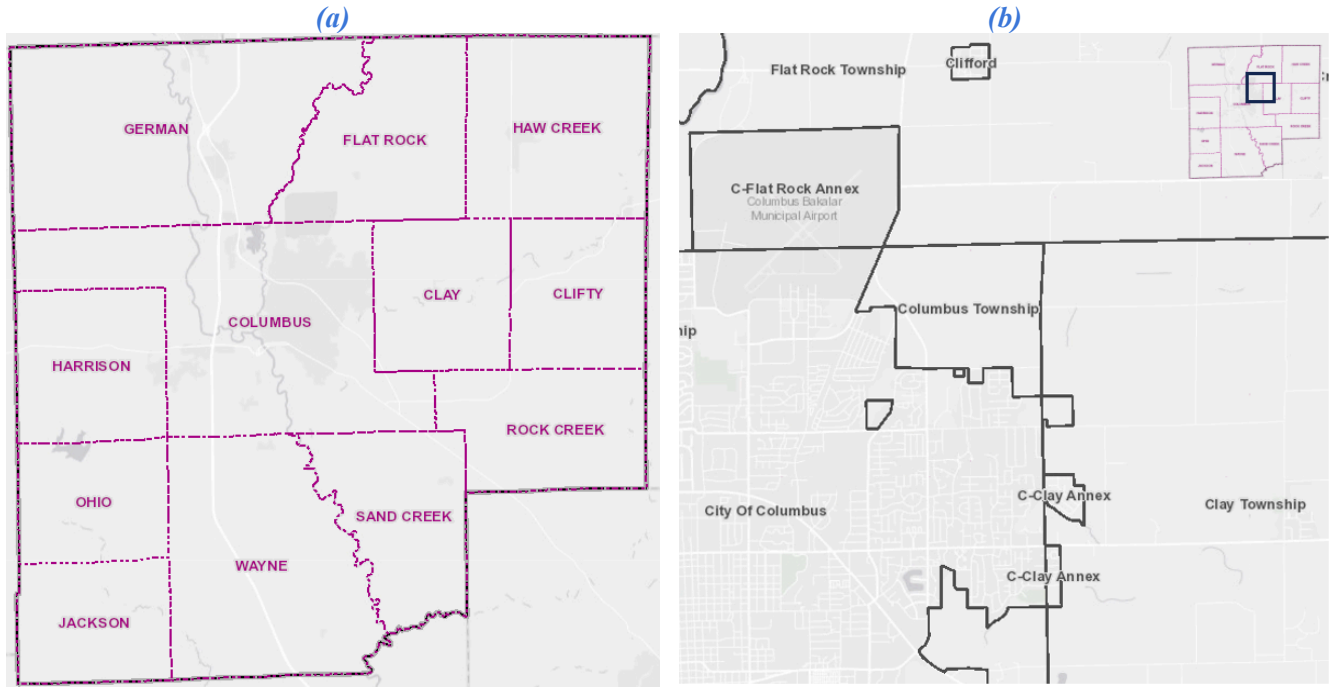 (a)
GERMAN
FLAT ROCK
HAW CREEK
CLAY
CLIFTY
COLUMBUS
HARRISON
ROCK CREEK
OHIO
SAND CREEK
WAYNE
JACKSON
(b)
Flat Rock Township
Clifford
C-Flat Rock Annex
Columbus Bakalar
Municipal Airport
Columbus Township
hip
C-Clay Annex
City Of Columbus
Clay Township
C-Clay Annex